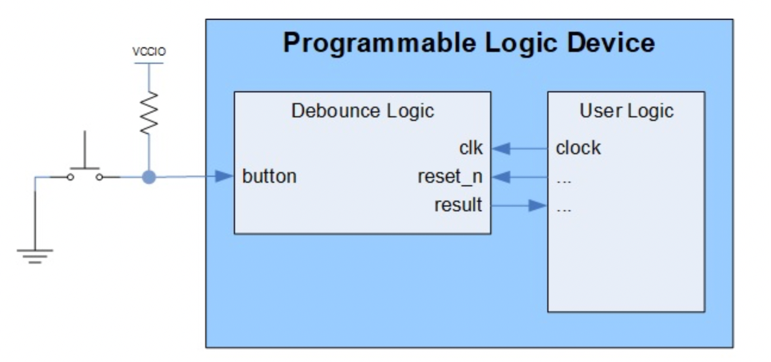 Programmable Logic Device
VCCIO
Debounce Logic
User Logic
clk
clock
button
reset_n
...
result
...